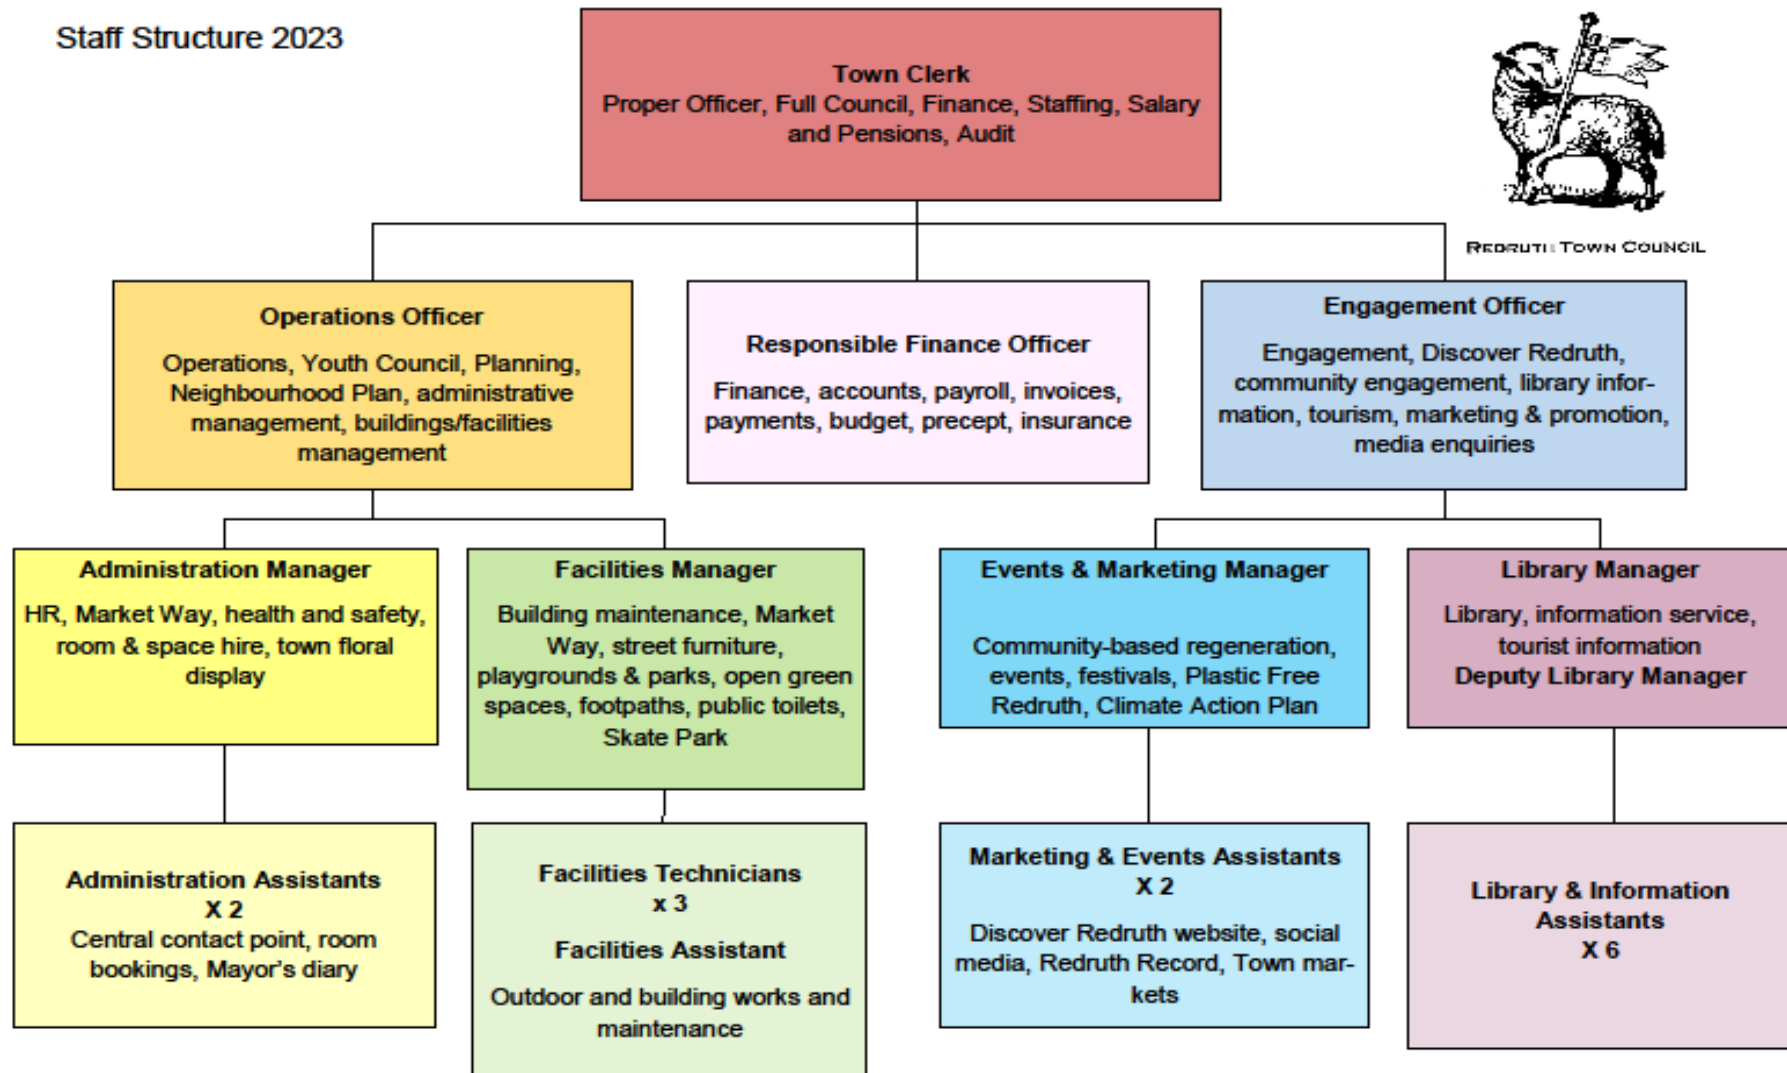 Staff Structure 2023
Town Clerk
Proper Officer, Full Council, Finance, Staffing, Salary
and Pensions, Audit
REDRUTH TOWN COUNCIL
Operations Officer
Operations, Youth Council, Planning,
Neighbourhood Plan, administrative
management, buildings/facilities
management
Responsible Finance Officer
Finance, accounts, payroll, invoices,
payments, budget, precept, insurance
Engagement Officer
Engagement, Discover Redruth,
community engagement, library infor-
mation, tourism, marketing & promotion,
media enquiries
Administration Manager
HR, Market Way, health and safety,
room & space hire, town floral
display
Facilities Manager
Building maintenance, Market
Way, street furniture,
playgrounds & parks, open green
spaces, footpaths, public toilets,
Skate Park
Events & Marketing Manager
Community-based regeneration,
events, festivals, Plastic Free
Redruth, Climate Action Plan
Library Manager
Library, information service,
tourist information
Deputy Library Manager
Administration Assistants
X 2
Central contact point, room
bookings, Mayor's diary
Facilities Technicians
x 3
Facilities Assistant
Outdoor and building works and
maintenance
Marketing & Events Assistants
X 2
Discover Redruth website, social
media, Redruth Record, Town mar-
kets
Library & Information
Assistants
X 6